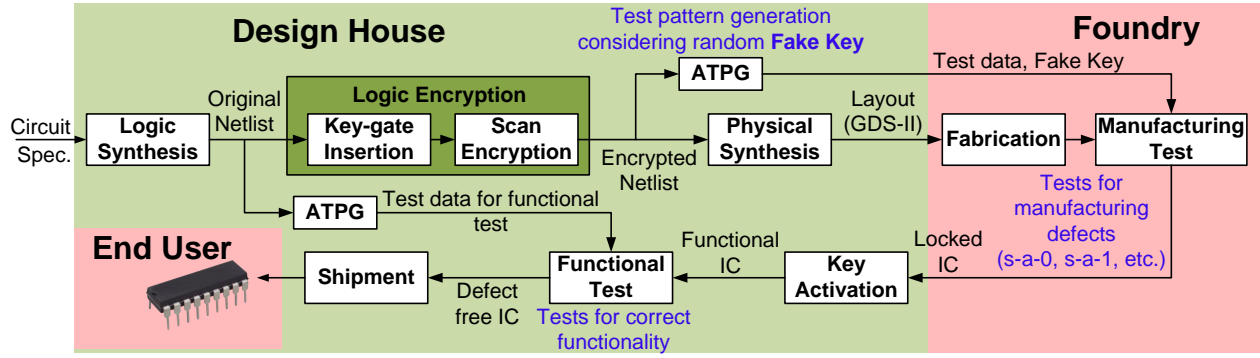 Design House
Test pattern generation
considering random Fake Key
Foundry
ATPG
Test data, Fake Key
Logic Encryption
Original
Netlist
Layout
(GDS-II)
Circuit
Spec.
Logic
Synthesis
Key-gate
Insertion
Scan
Encryption
Encrypted
Netlist
Physical
Synthesis
Fabrication
Manufacturing
Test
ATPG
Test data for functional
test
Tests for
manufacturing
defects
(s-a-0, s-a-1, etc.)
End User
Shipment
Defect
free IC
Functional
Test
Functional
IC
Key
Activation
Locked
IC
Tests for correct
functionality